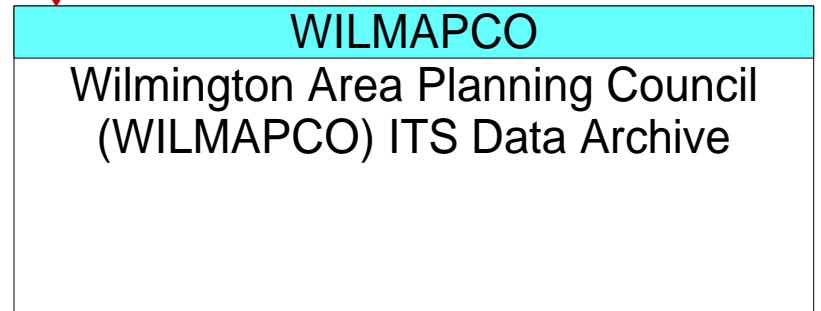 WILMAPCO
Wilmington Area Planning Council
(WILMAPCO) ITS Data Archive